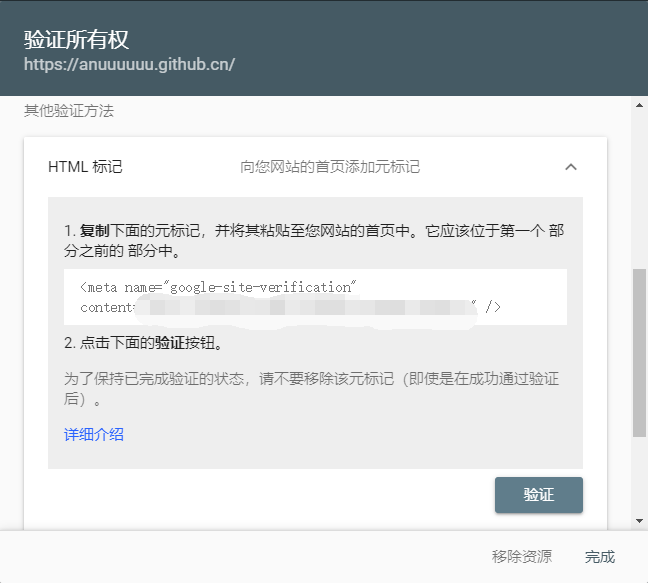 验证所有权
https://anuuuuuu.github.cn/
其他验证方法
HTML 标记 向您网站的首页添加元标记
1. 复制下面的元标记，并将其粘贴至您网站的首页中。它应该位于第一个 部
分之前的 部分中。
<meta name="google-site-verification"
content= " />
2. 点击下面的验证按钮。
为了保持已完成验证的状态，请不要移除该元标记（即使是在成功通过验证
后）。
详细介绍
验证
移除资源 完成